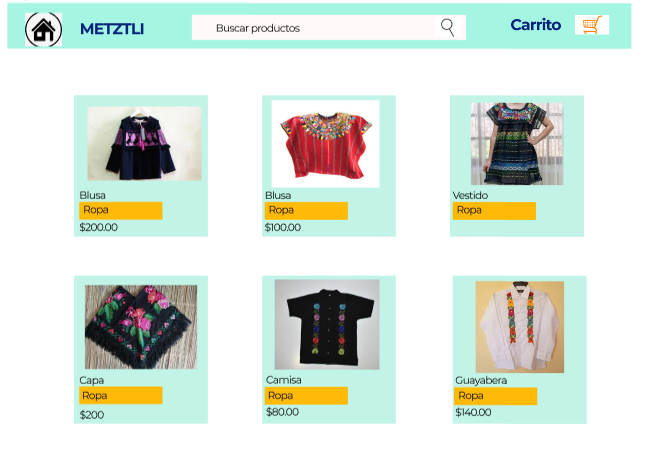 METZTLI
Buscar productos
Carrito
Blusa
Ropa
$200.00
Blusa
Ropa
$100.00
Vestido
Ropa
Capa
Ropa
$200
Camisa
Ropa
$80.00
Guayabera
Ropa
$140.00